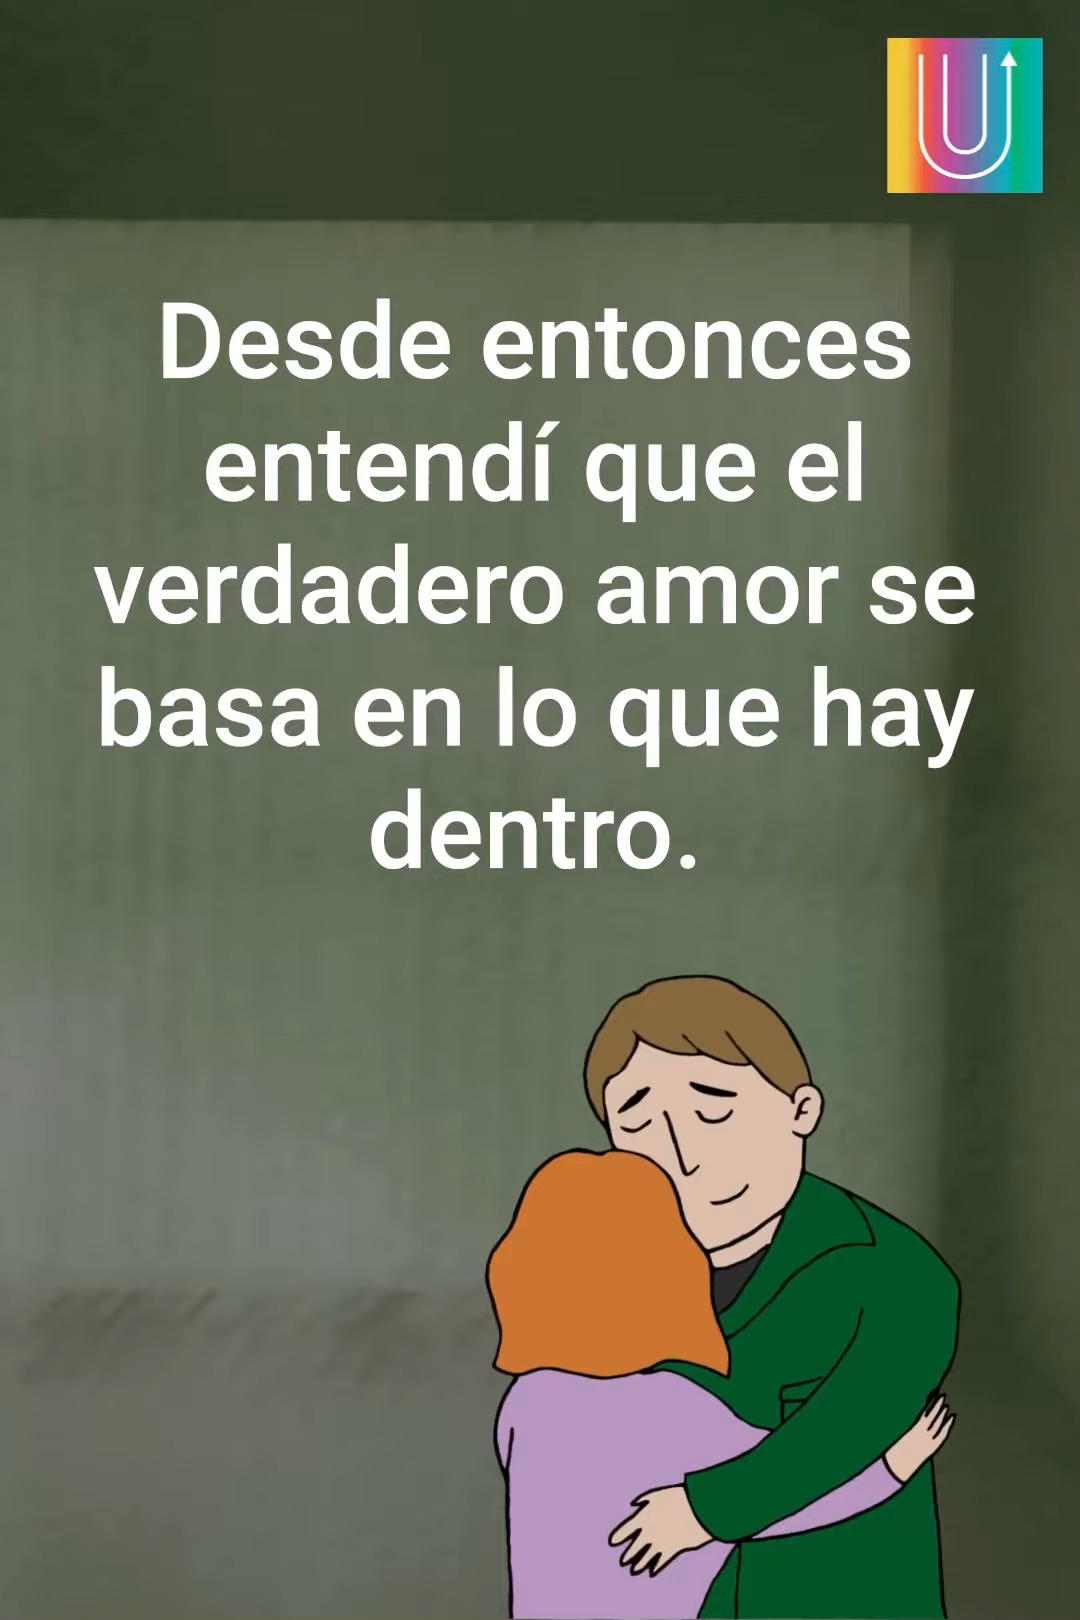 U
Desde entonces
entendí que el
verdadero amor se
basa en lo que hay
dentro.